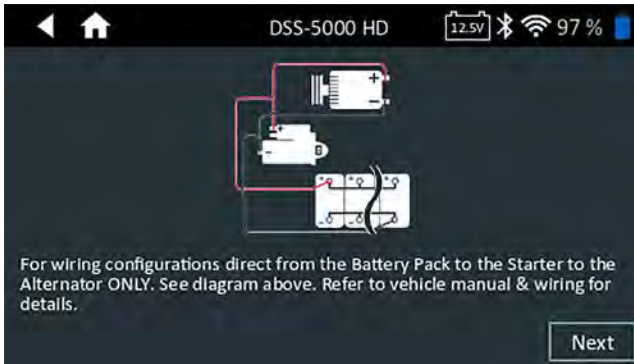 DSS-5000 HD 12.5V 97 %
For wiring configurations direct from the Battery Pack to the Starter to the
Alternator ONLY. See diagram above. Refer to vehicle manual & wiring for
details.
Next